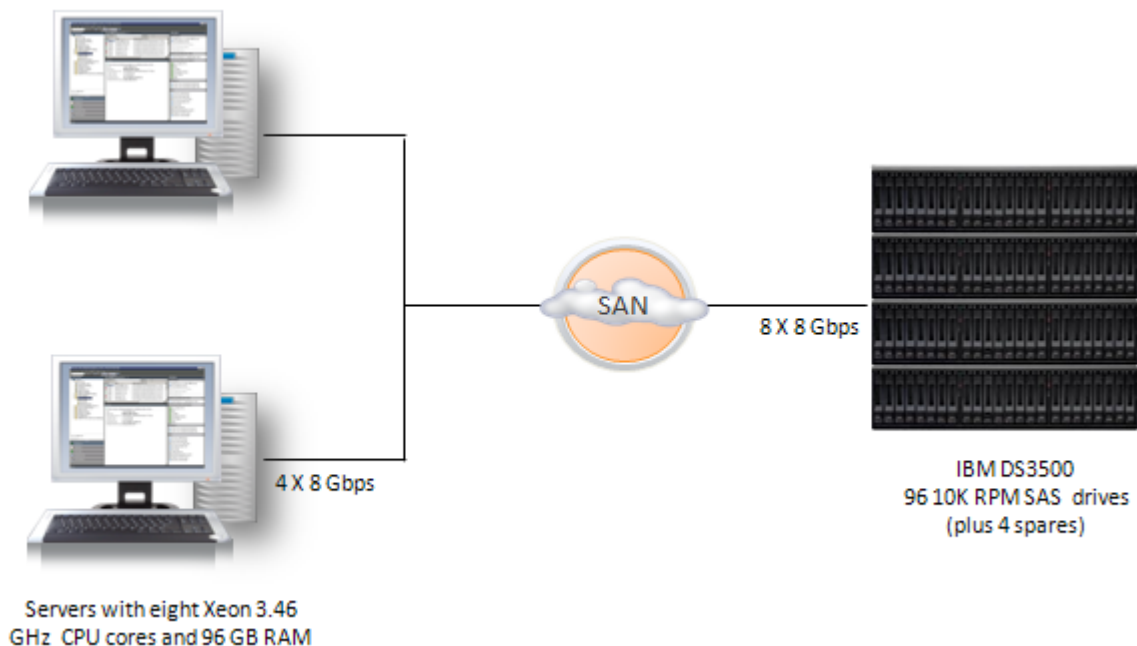 SAN
8 X 8 Gbps
4 X 8 Gbps
IBM DS3500
96 10K RPM SAS drives
(plus 4 spares)
Servers with eight Xeon 3.46
GHz CPU cores and 96 GB RAM